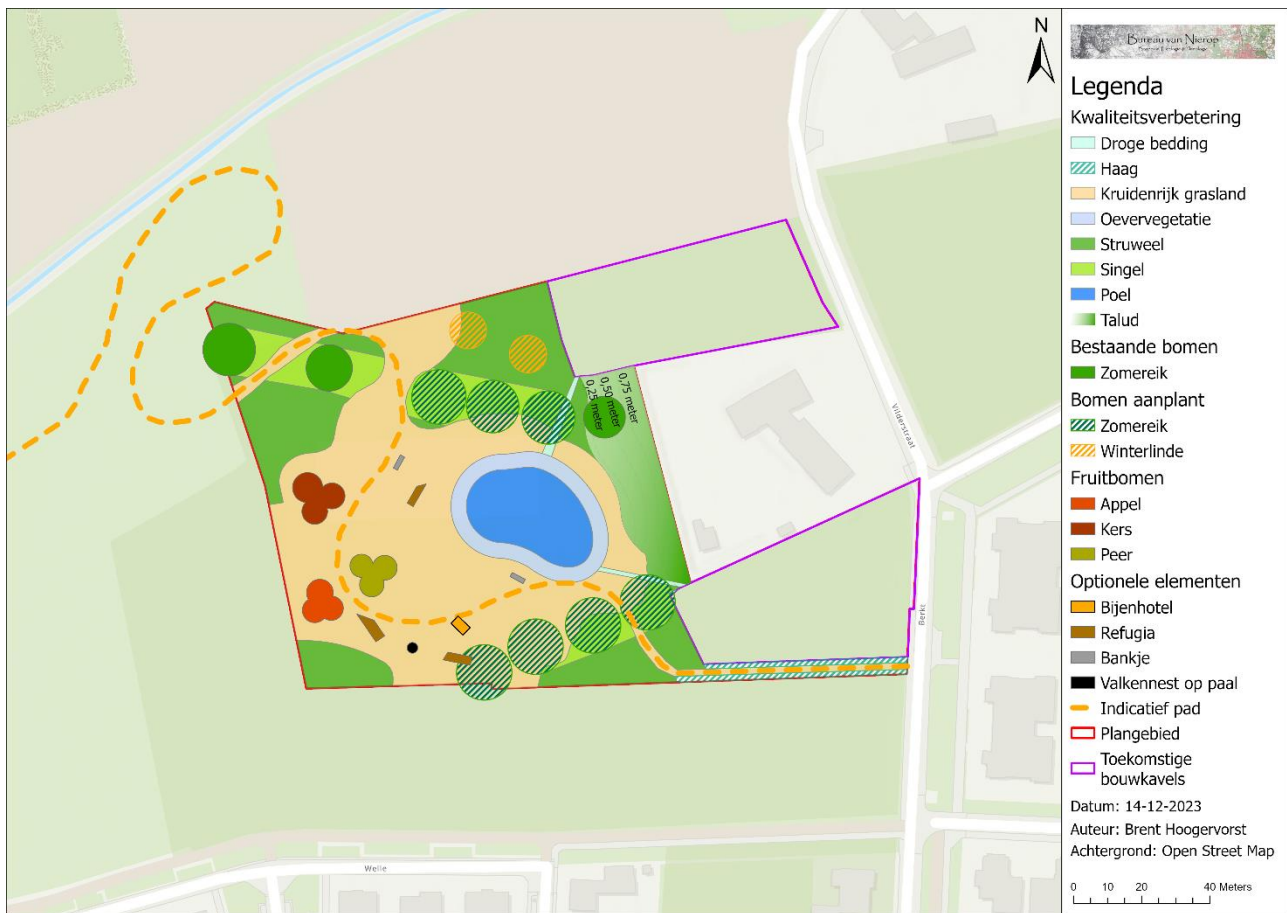 N
0,75 meter
0,50 meter
0,25 meter
Vilderstraat
Berkt
Welle
Bureau van Nierop
Legenda
Kwaliteitsverbetering
Droge bedding
Haag
Kruidenrijk grasland
Oevervegetatie
Struweel
Singel
Poel
Talud
Bestaande bomen
Zomereik
Bomen aanplant
Zomereik
Winterlinde
Fruitbomen
Appel
Kers
Peer
Optionele elementen
Bijenhotel
Refugia
Bankje
Valkennest op paal
Indicatief pad
Plangebied
Toekomstige
bouwkavels
Datum: 14-12-2023
Auteur: Brent Hoogervorst
Achtergrond: Open Street Map
0 10 20 40 Meters